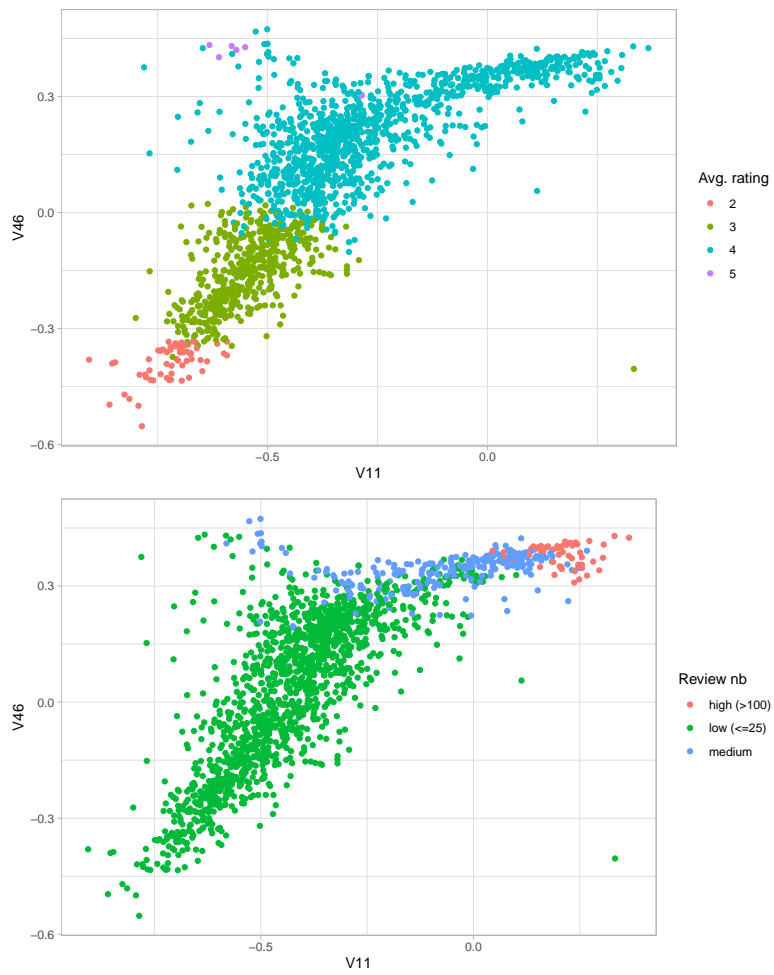 0.3
0.0
−0.3
−0.6
V46
−0.5
0.0
V11
Avg. rating
2
3
4
5
0.3
0.0
−0.3
−0.6
V46
−0.5
0.0
V11
Review nb
high (>100)
low (<=25)
medium